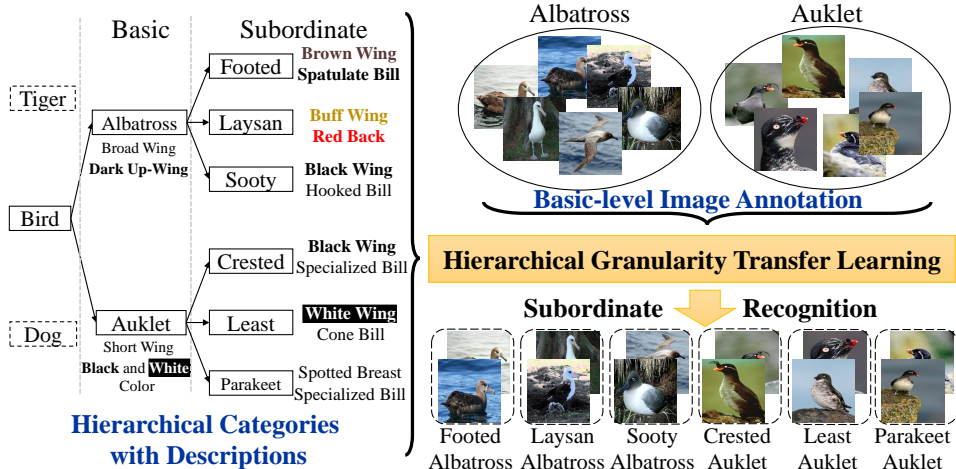 Basic
Subordinate
Tiger
Bird
Dog
Albatross
Broad Wing
Dark Up-Wing
Auklet
Short Wing
Black and White
Color
Footed
Brown Wing
Spatulate Bill
Laysan
Buff Wing
Red Back
Sooty
Black Wing
Hooked Bill
Crested
Black Wing
Specialized Bill
Least
White Wing
Cone Bill
Parakeet
Spotted Breast
Specialized Bill
Hierarchical Categories
with Descriptions
Albatross
Auklet
Basic-level Image Annotation
Hierarchical Granularity Transfer Learning
Subordinate
Recognition
Footed
Albatross
Laysan
Albatross
Sooty
Albatross
Crested
Auklet
Least
Auklet
Parakeet
Auklet